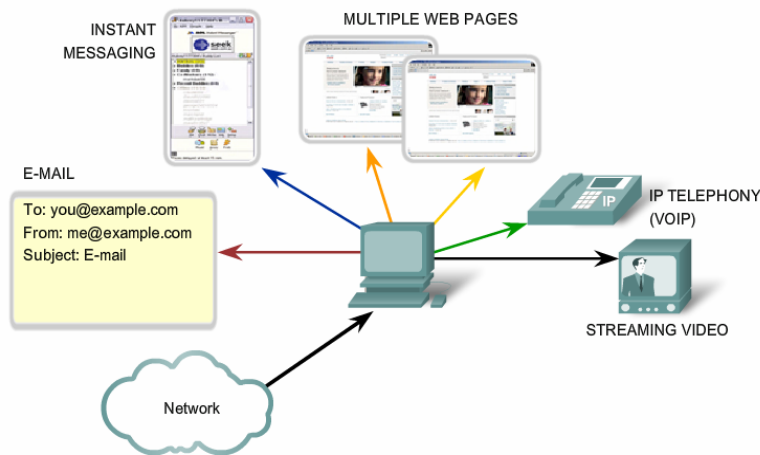 INSTANT
MESSAGING
MULTIPLE WEB PAGES
seek
E-MAIL
To: you@example.com
From: me@example.com
Subject: E-mail
IP
IP TELEPHONY
(VOIP)
STREAMING VIDEO
Network